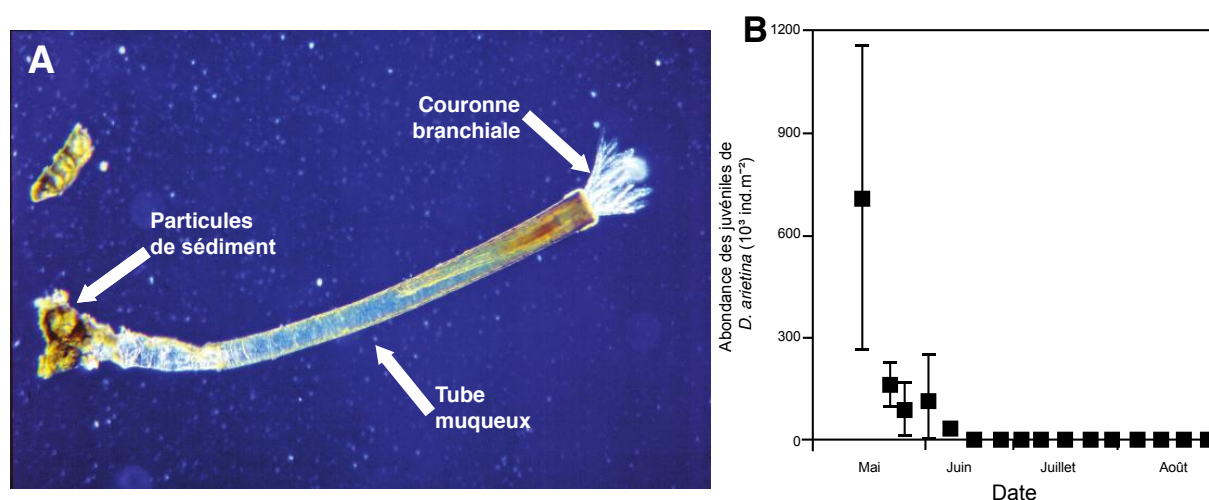 A
Couronne
branchiale
Particules
de sédiment
Tube
muqueux
B
Abondance des juvéniles de
D. arietina (10³ ind.m⁻²)
1200
900
600
300
0
Mai
Juin
Juillet
Août
Date